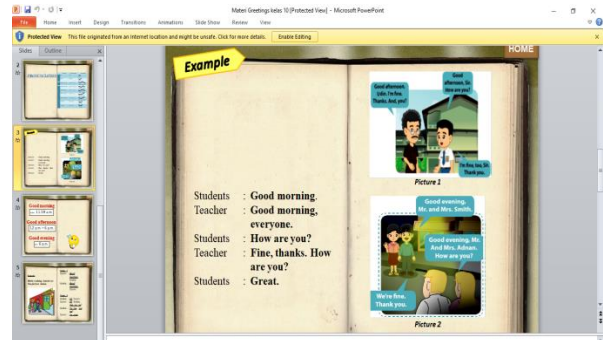 Materi Greetings kelas 10 [Protected View] - Microsoft PowerPoint
File Home Insert Design Transitions Animations Slide Show Review View
Protected View This file originated from an Internet location and might be unsafe. Click for more details. Enable Editing
Slides Outline
2
3
4
Good morning
Good afternoon
Good evening
5
HOME
Example
Students : Good morning.
Teacher : Good morning,
everyone.
Students : How are you?
Teacher : Fine, thanks. How
are you?
Students : Great.
Good afternoon, Sir.
How are you?
Good afternoon,
Udin. I'm fine.
Thanks. And, you?
I'm fine, too, Sir.
Thank you.
Picture 1
Good evening,
Mr. and Mrs. Smith.
Good evening, Mr.
And Mrs. Adnan.
How are you?
We're fine,
Thank you.
Picture 2